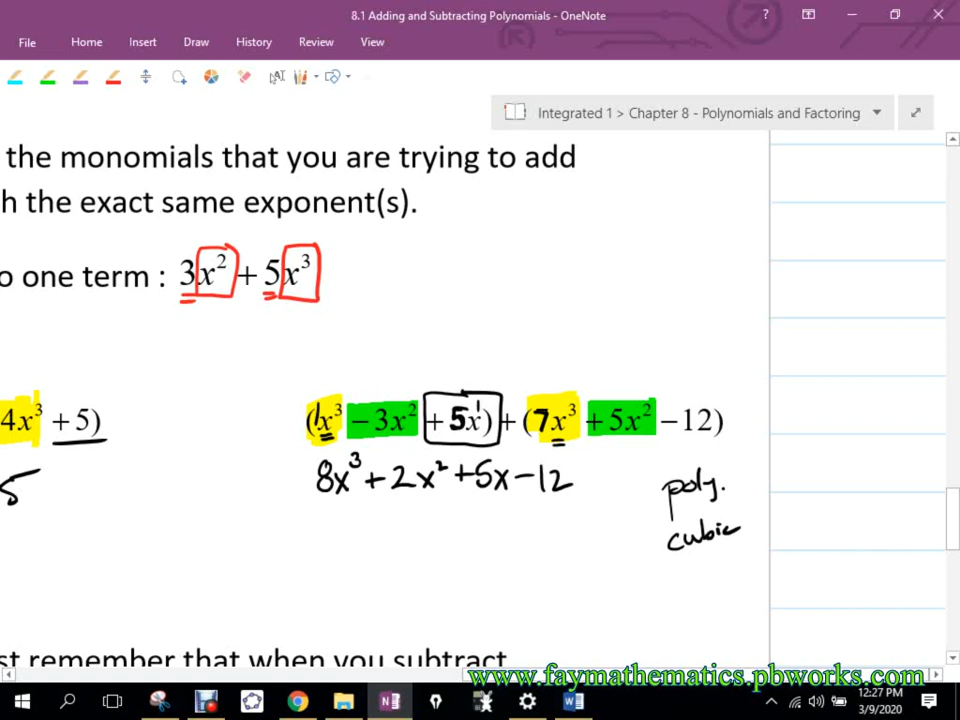 8.1 Adding and Subtracting Polynomials - OneNote
?
File Home Insert Draw History Review View
Integrated 1 > Chapter 8 - Polynomials and Factoring
the monomials that you are trying to add
h the exact same exponent(s).
o one term : 3x² + 5x³
4x³ + 5)
(1x³ − 3x² + 5x¹) + (7x³ + 5x² − 12)
5
8x³ + 2x² + 5x − 12
poly.
cubic
st remember that when you subtract
www.faymathematics.pbworks.com
12:27 PM
3/9/2020